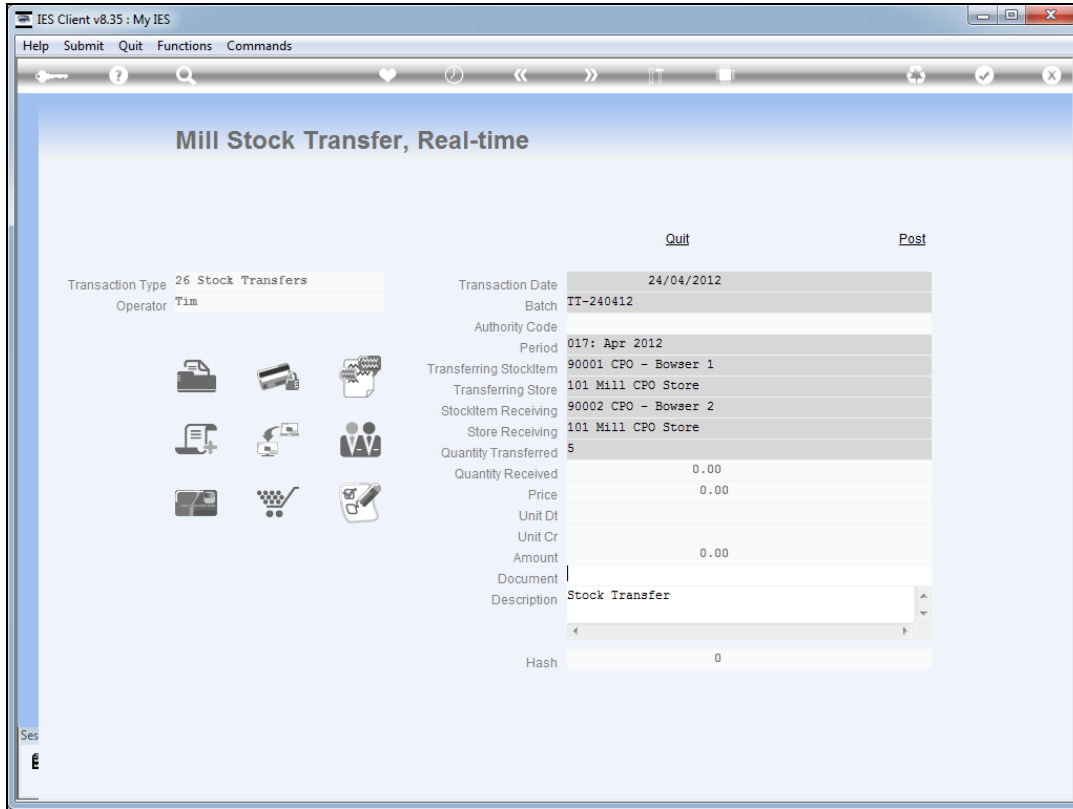 IES Client v8.35 : My IES
Help Submit Quit Functions Commands
Mill Stock Transfer, Real-time
Quit Post
Transaction Type 26 Stock Transfers
Operator Tim
Transaction Date 24/04/2012
Batch TT-240412
Authority Code
Period 017: Apr 2012
Transferring StockItem 90001 CPO - Bowser 1
Transferring Store 101 Mill CPO Store
StockItem Receiving 90002 CPO - Bowser 2
Store Receiving 101 Mill CPO Store
Quantity Transferred 5
Quantity Received 0.00
Price 0.00
Unit Dt
Unit Cr
Amount 0.00
Document
Description Stock Transfer
Hash 0
Ses